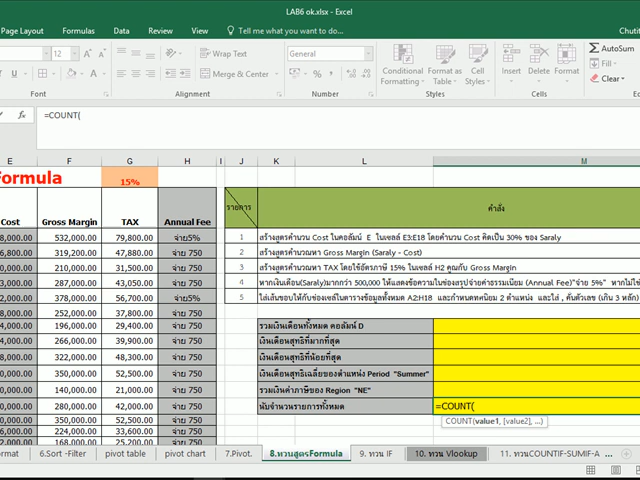 LAB6 ok.xlsx - Excel
Page Layout Formulas Data Review View Tell me what you want to do... Chutit
12 Wrap Text General AutoSum
Merge & Center Conditional Formatting Format as Table Cell Styles Insert Delete Format Fill Clear
Font Alignment Number Styles Cells
fx =COUNT(
E F G H I J K L M
Formula 15%
Cost Gross Margin TAX Annual Fee รายการ คำสั่ง
8,000.00 532,000.00 79,800.00 จ่าย5% 1 สร้างสูตรคำนวน Cost ในคอลัมน์ E ในเซลล์ E3:E18 โดยคำนวน Cost คิดเป็น 30% ของ Saraly
6,800.00 319,200.00 47,880.00 จ่าย 750 2 สร้างสูตรคำนวณหา Gross Margin (Saraly - Cost)
0,000.00 210,000.00 31,500.00 จ่าย 750 3 สร้างสูตรคำนวณหา TAX โดยใช้อัตราภาษี 15% ในเซลล์ H2 คูณกับ Gross Margin
3,000.00 287,000.00 43,050.00 จ่าย 750 4 หากเงินเดือน(Saraly)มากกว่า 500,000 ให้แสดงข้อความในช่องสรุปจ่ายค่าธรรมเนียม (Annual Fee)"จ่าย 5%" หากไม่ใช่
2,000.00 378,000.00 56,700.00 จ่าย5% 5 ใส่เส้นขอบให้กับช่องเซลในตารางข้อมูลทั้งหมด A2:H18 และกำหนดทศนิยม 2 ตำแหน่ง และใส่ , คั่นตัวเลข (เกิน 3 หลัก)
8,000.00 252,000.00 37,800.00 จ่าย 750
4,000.00 196,000.00 29,400.00 จ่าย 750 รวมเงินเดือนทั้งหมด คอลัมน์ D
4,000.00 266,000.00 39,900.00 จ่าย 750 เงินเดือนสุทธิที่มากที่สุด
8,000.00 322,000.00 48,300.00 จ่าย 750 เงินเดือนสุทธิที่น้อยที่สุด
0,000.00 350,000.00 52,500.00 จ่าย 750 เงินเดือนสุทธิเฉลี่ยของตำแหน่ง Period "Summer"
0,000.00 140,000.00 21,000.00 จ่าย 750 รวมเงินค่าภาษีของ Region "NE"
0,000.00 280,000.00 42,000.00 จ่าย 750 นับจำนวนรายการทั้งหมด =COUNT(
0,000.00 350,000.00 52,500.00 จ่าย 750 COUNT(value1, [value2], ...)
6,000.00 224,000.00 33,600.00 จ่าย 750
2,000.00 168,000.00 25,200.00 จ่าย 750
ormat 6.Sort -Filter pivot table pivot chart 7.Pivot. 8.ทวนสูตรFormula 9. ทวน IF 10. ทวน Vlookup 11. ทวนCOUNTIF-SUMIF-A ...